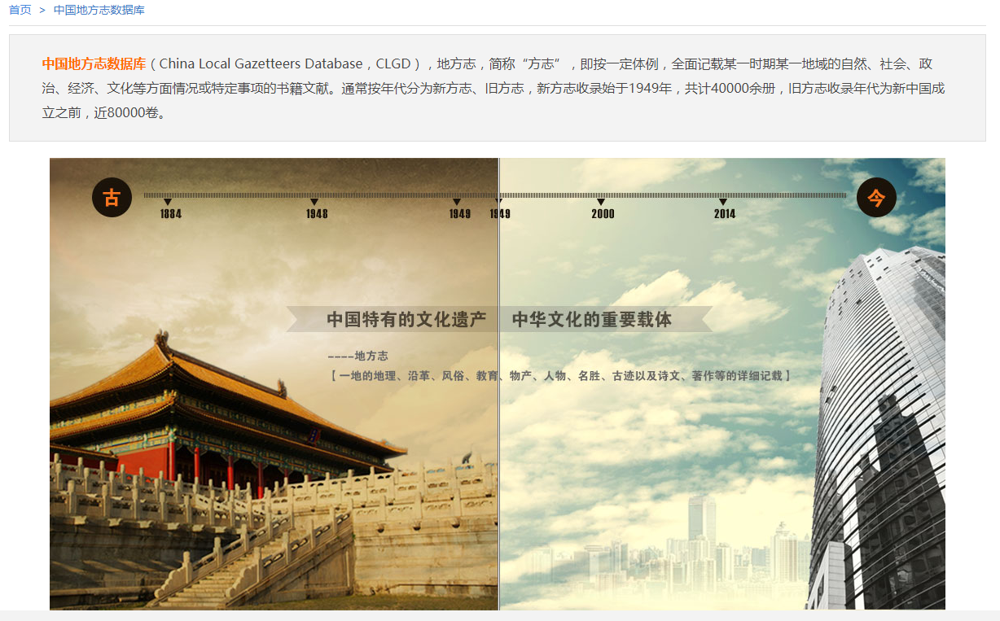 首页 > 中国地方志数据库
中国地方志数据库（China Local Gazetteers Database，CLGD），地方志，简称“方志”，即按一定体例，全面记载某一时期某一地域的自然、社会、政
治、经济、文化等方面情况或特定事项的书籍文献。通常按年代分为新方志、旧方志，新方志收录始于1949年，共计40000余册，旧方志收录年代为新中国成
立之前，近80000卷。
古 今
1884 1948 1949 1949 2000 2014
中国特有的文化遗产 中华文化的重要载体
----地方志
【 一地的地理、沿革、风俗、教育、物产、人物、名胜、古迹以及诗文、著作等的详细记载 】